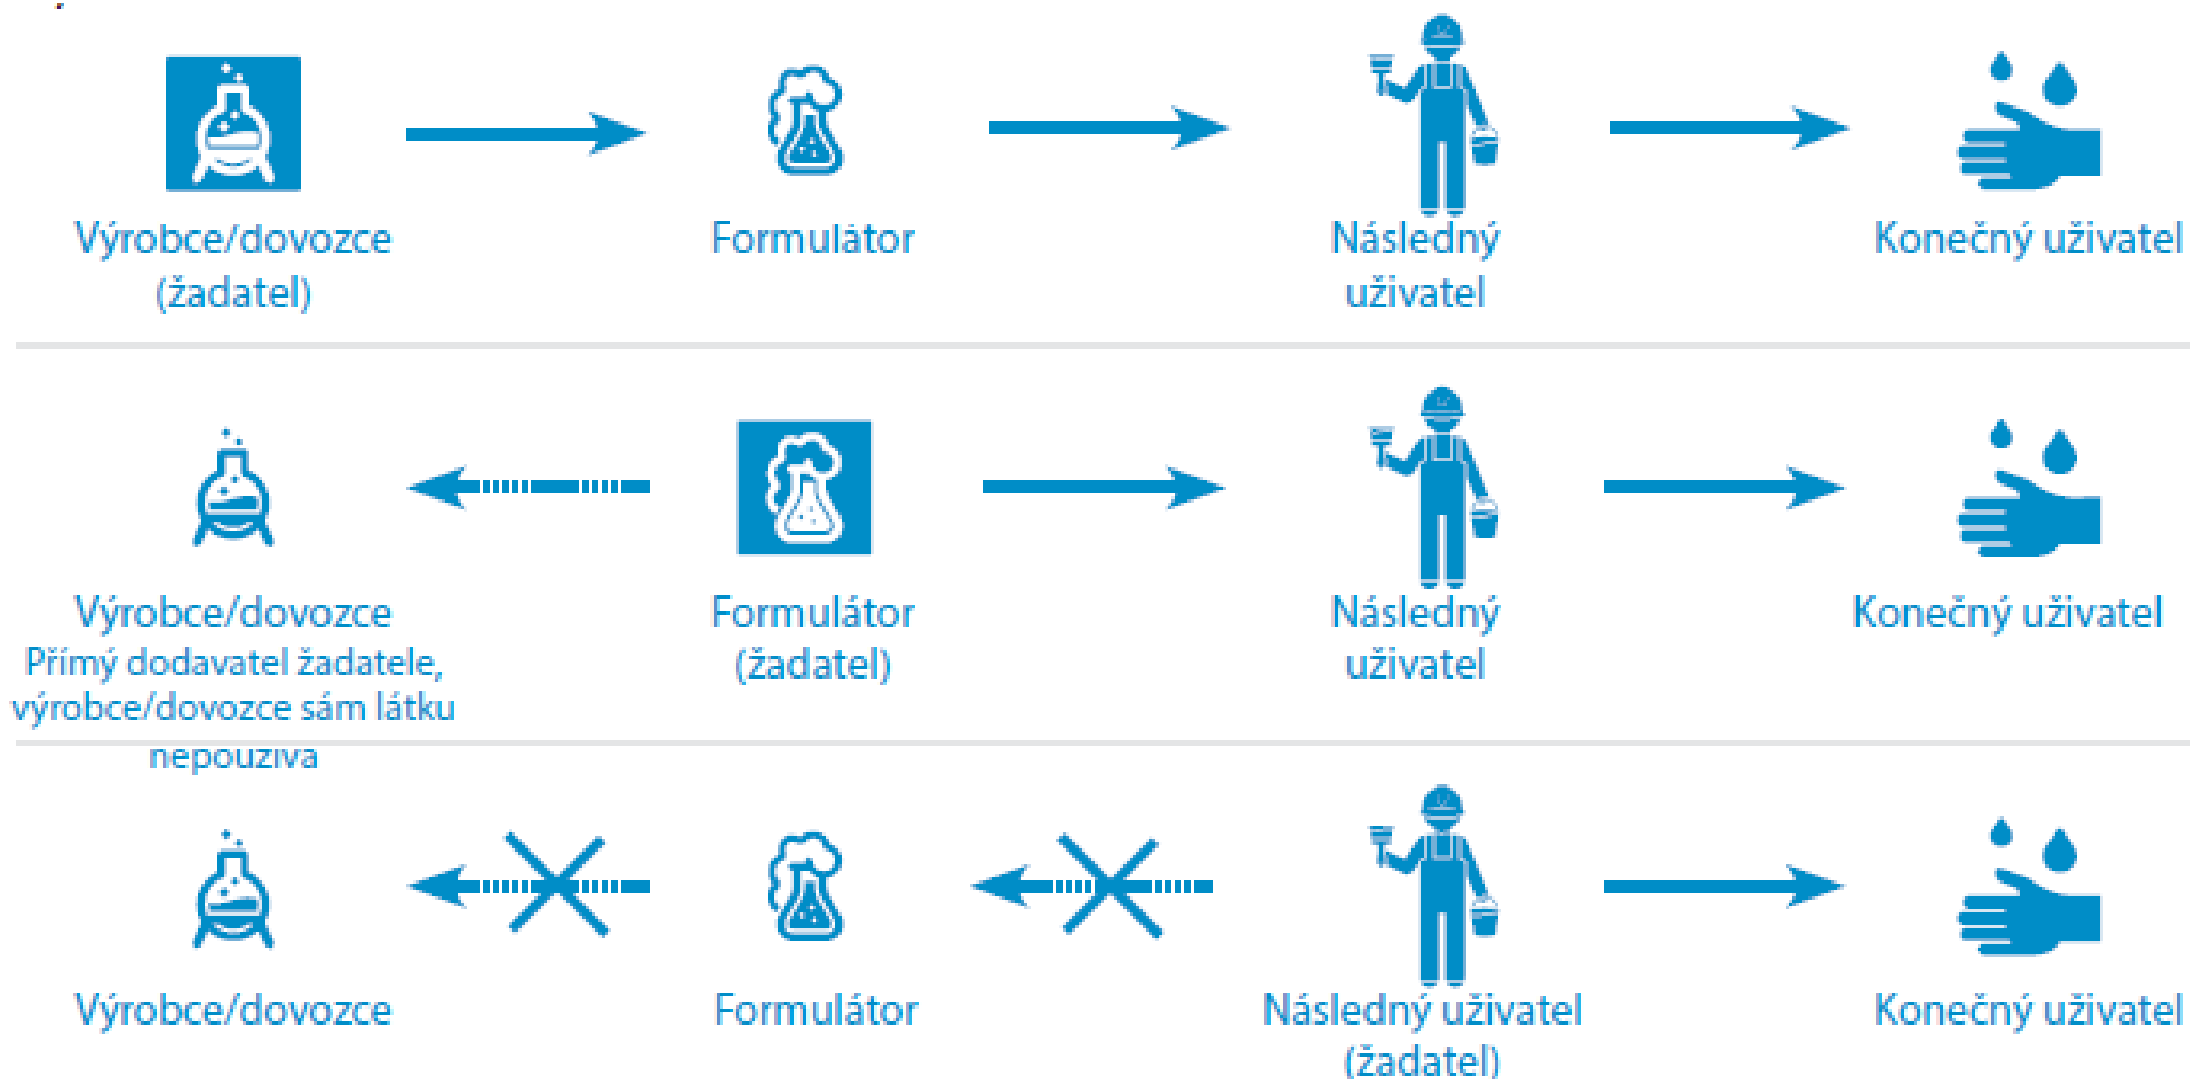 Výrobce/dovozce
(žadatel)
Formulátor
Následný
uživatel
Konečný uživatel
Výrobce/dovozce
Přímý dodavatel žadatele,
výrobce/dovozce sám látku
nepoužívá
Formulátor
(žadatel)
Následný
uživatel
Konečný uživatel
Výrobce/dovozce
Formulátor
Následný uživatel
(žadatel)
Konečný uživatel